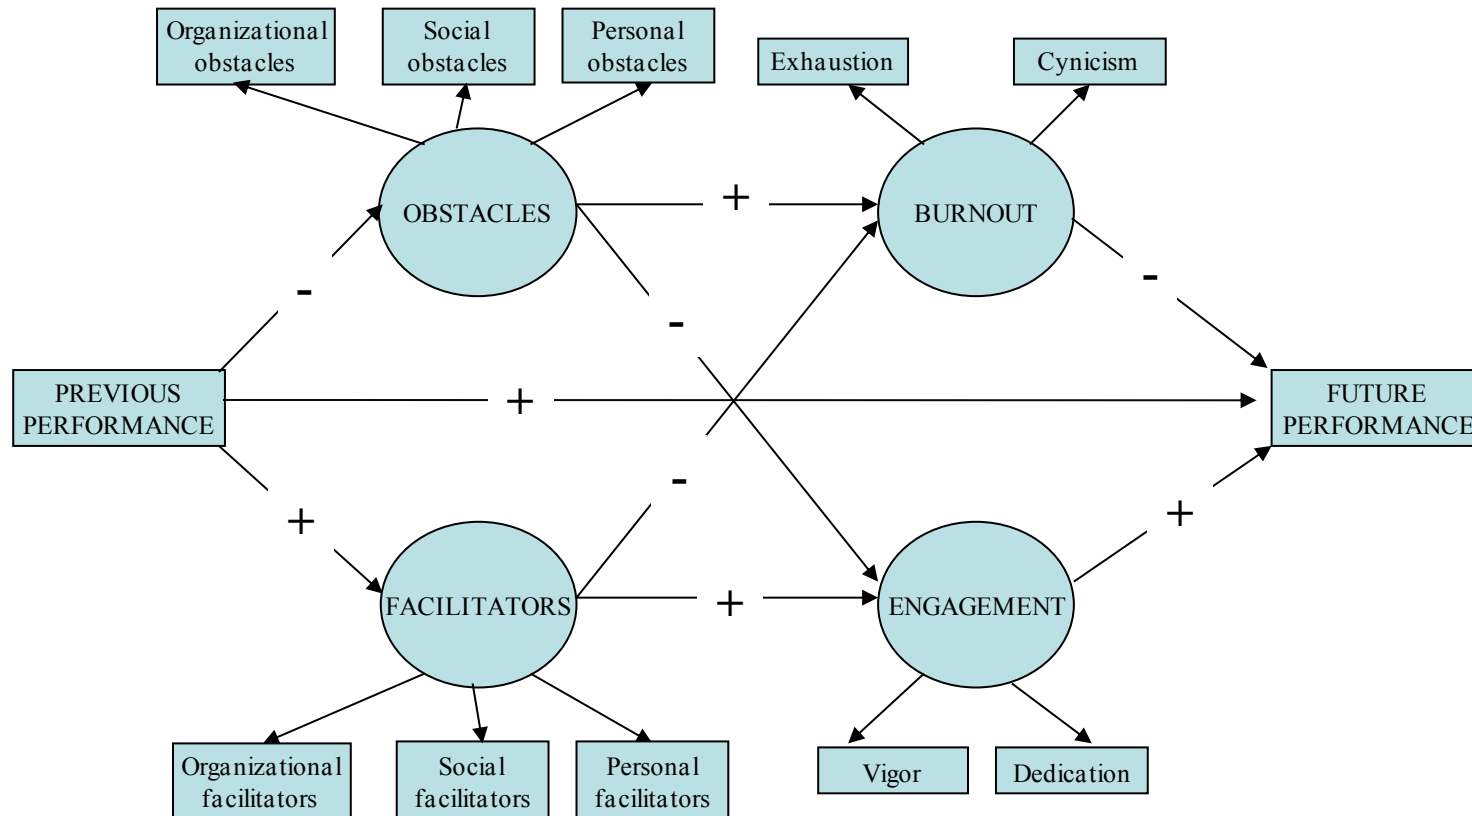 Organizational
obstacles
Social
obstacles
Personal
obstacles
Exhaustion
Cynicism
OBSTACLES
+
BURNOUT
-
-
-
PREVIOUS
PERFORMANCE
+
FUTURE
PERFORMANCE
-
+
+
FACILITATORS
+
ENGAGEMENT
Organizational
facilitators
Social
facilitators
Personal
facilitators
Vigor
Dedication